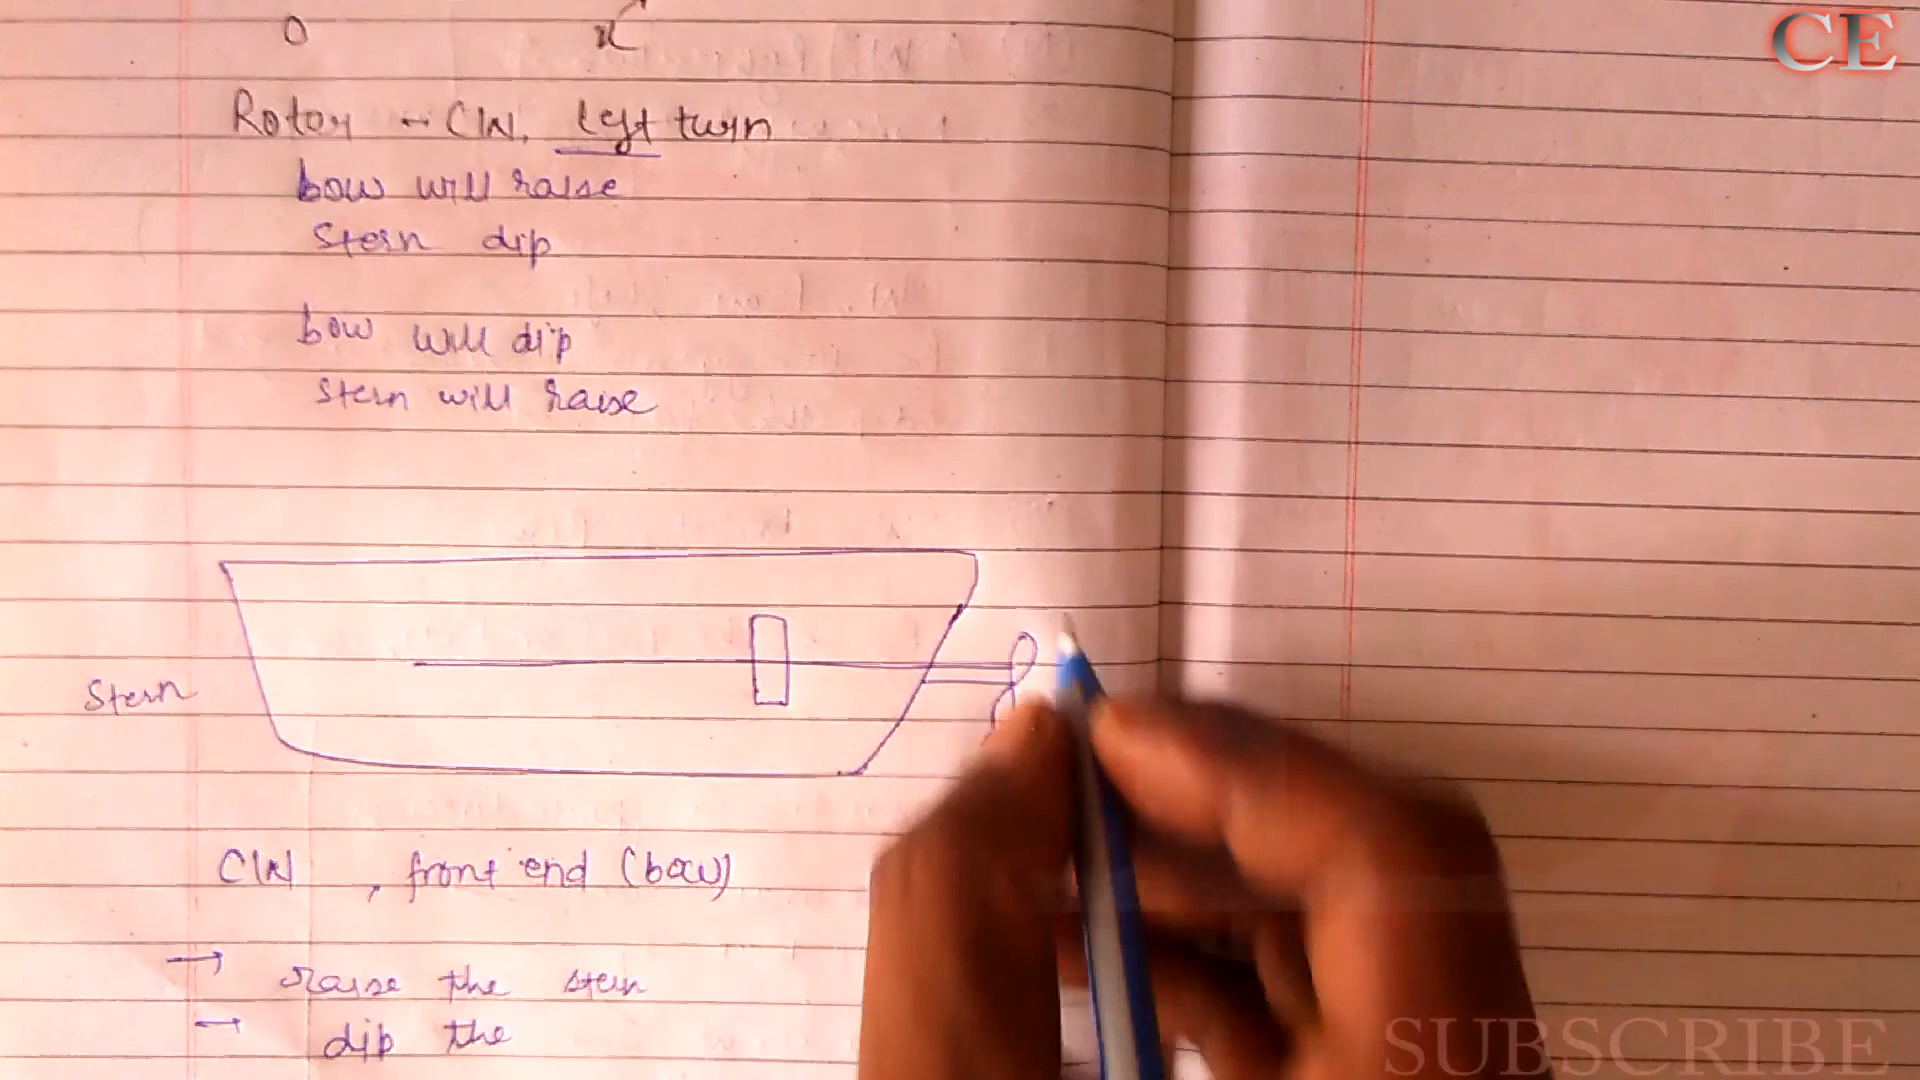 O x
CE
Rotor - CW, left turn
bow will raise
Stern dip
bow will dip
stern will raise
Stern
CW , front end (bow)
→ raise the stern
→ dip the
SUBSCRIBE